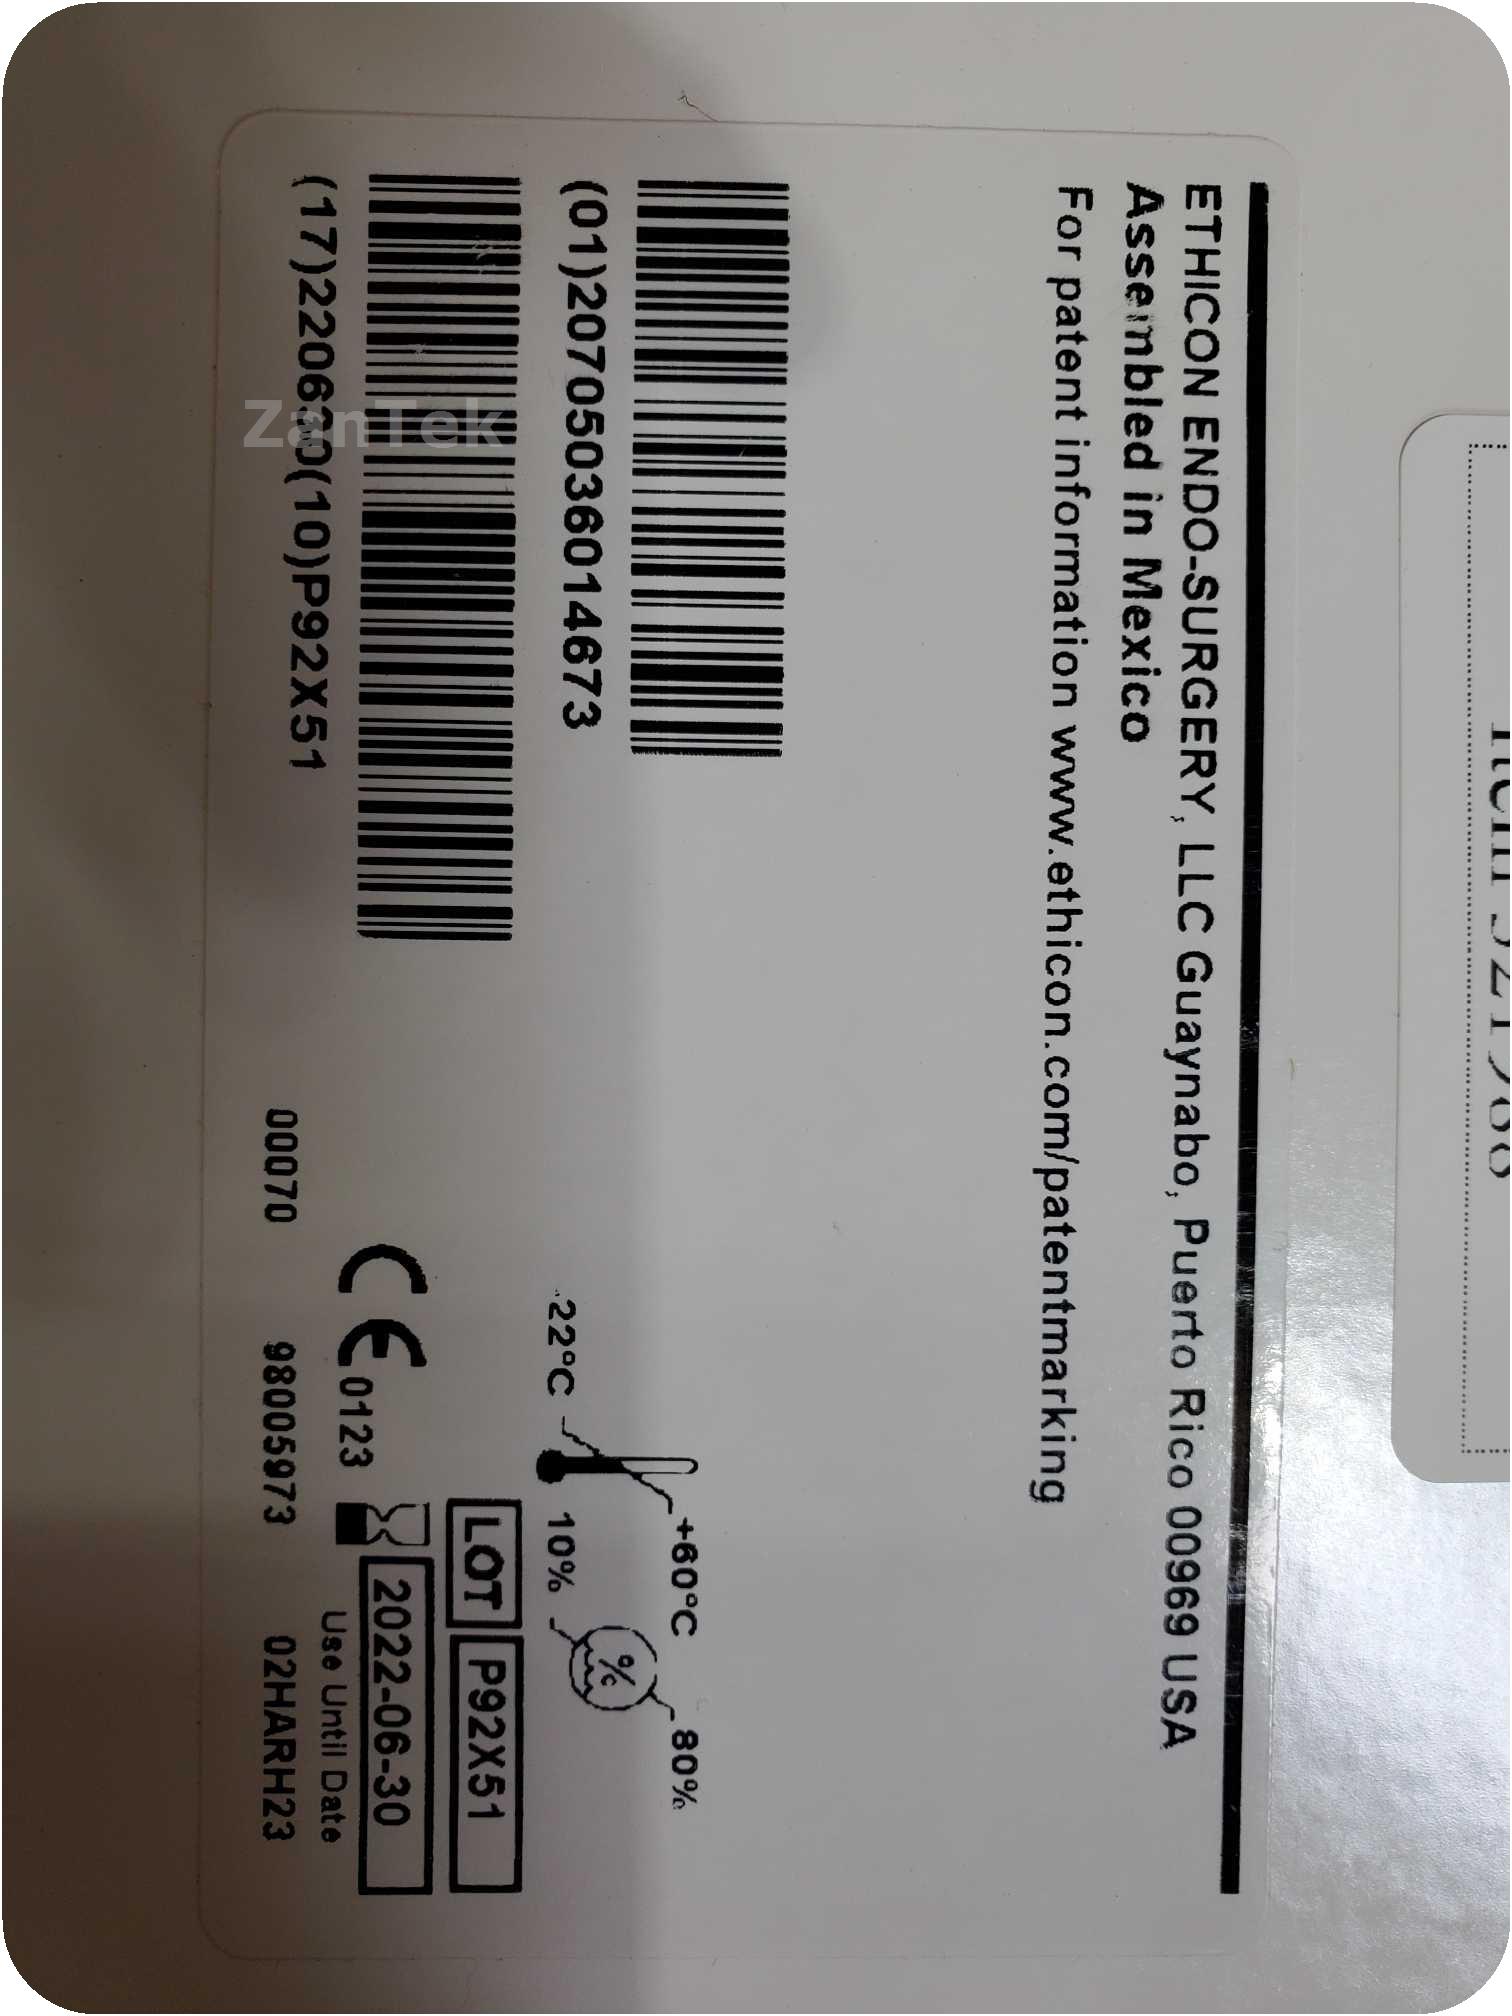 ETHICON ENDO-SURGERY, LLC Guaynabo, Puerto Rico 00969 USA
Assembled in Mexico
For patent information www.ethicon.com/patentmarking
(01)20705036014673
(17)220630(10)P92X51
+60°C
-22°C
80%
10%
%
LOT P92X51
CE 0123
2022-06-30
Use Until Date
00070 98005973 02HARH23
ZanTek